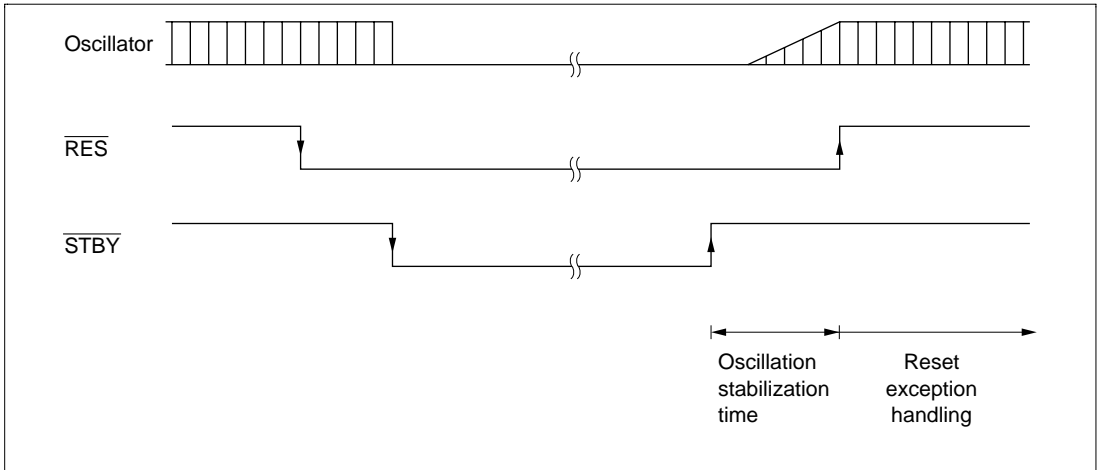 Oscillator
RES
STBY
Oscillation
stabilization
time
Reset
exception
handling